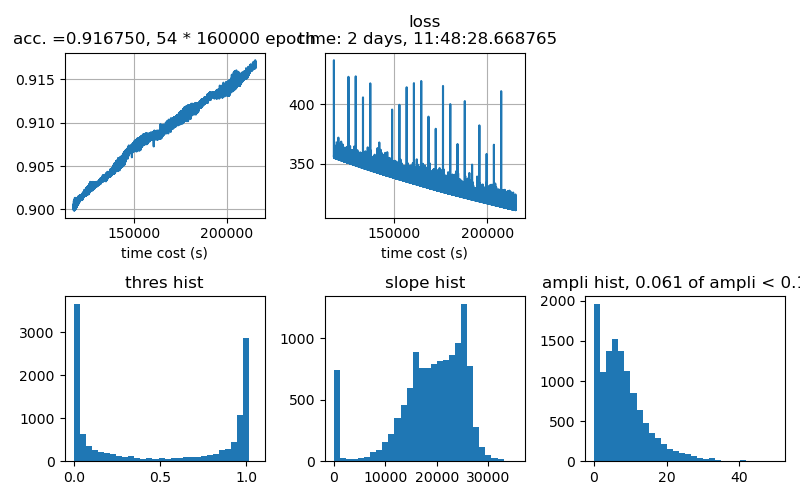 acc. =0.916750, 54 * 160000 epoch
loss
time: 2 days, 11:48:28.668765
0.915
0.910
0.905
0.900
150000 200000
time cost (s)
400
350
150000 200000
time cost (s)
thres hist
3000
2000
1000
0
0.0 0.5 1.0
slope hist
1000
500
0
0 10000 20000 30000
ampli hist, 0.061 of ampli < 0.1
2000
1500
1000
500
0
0 20 40